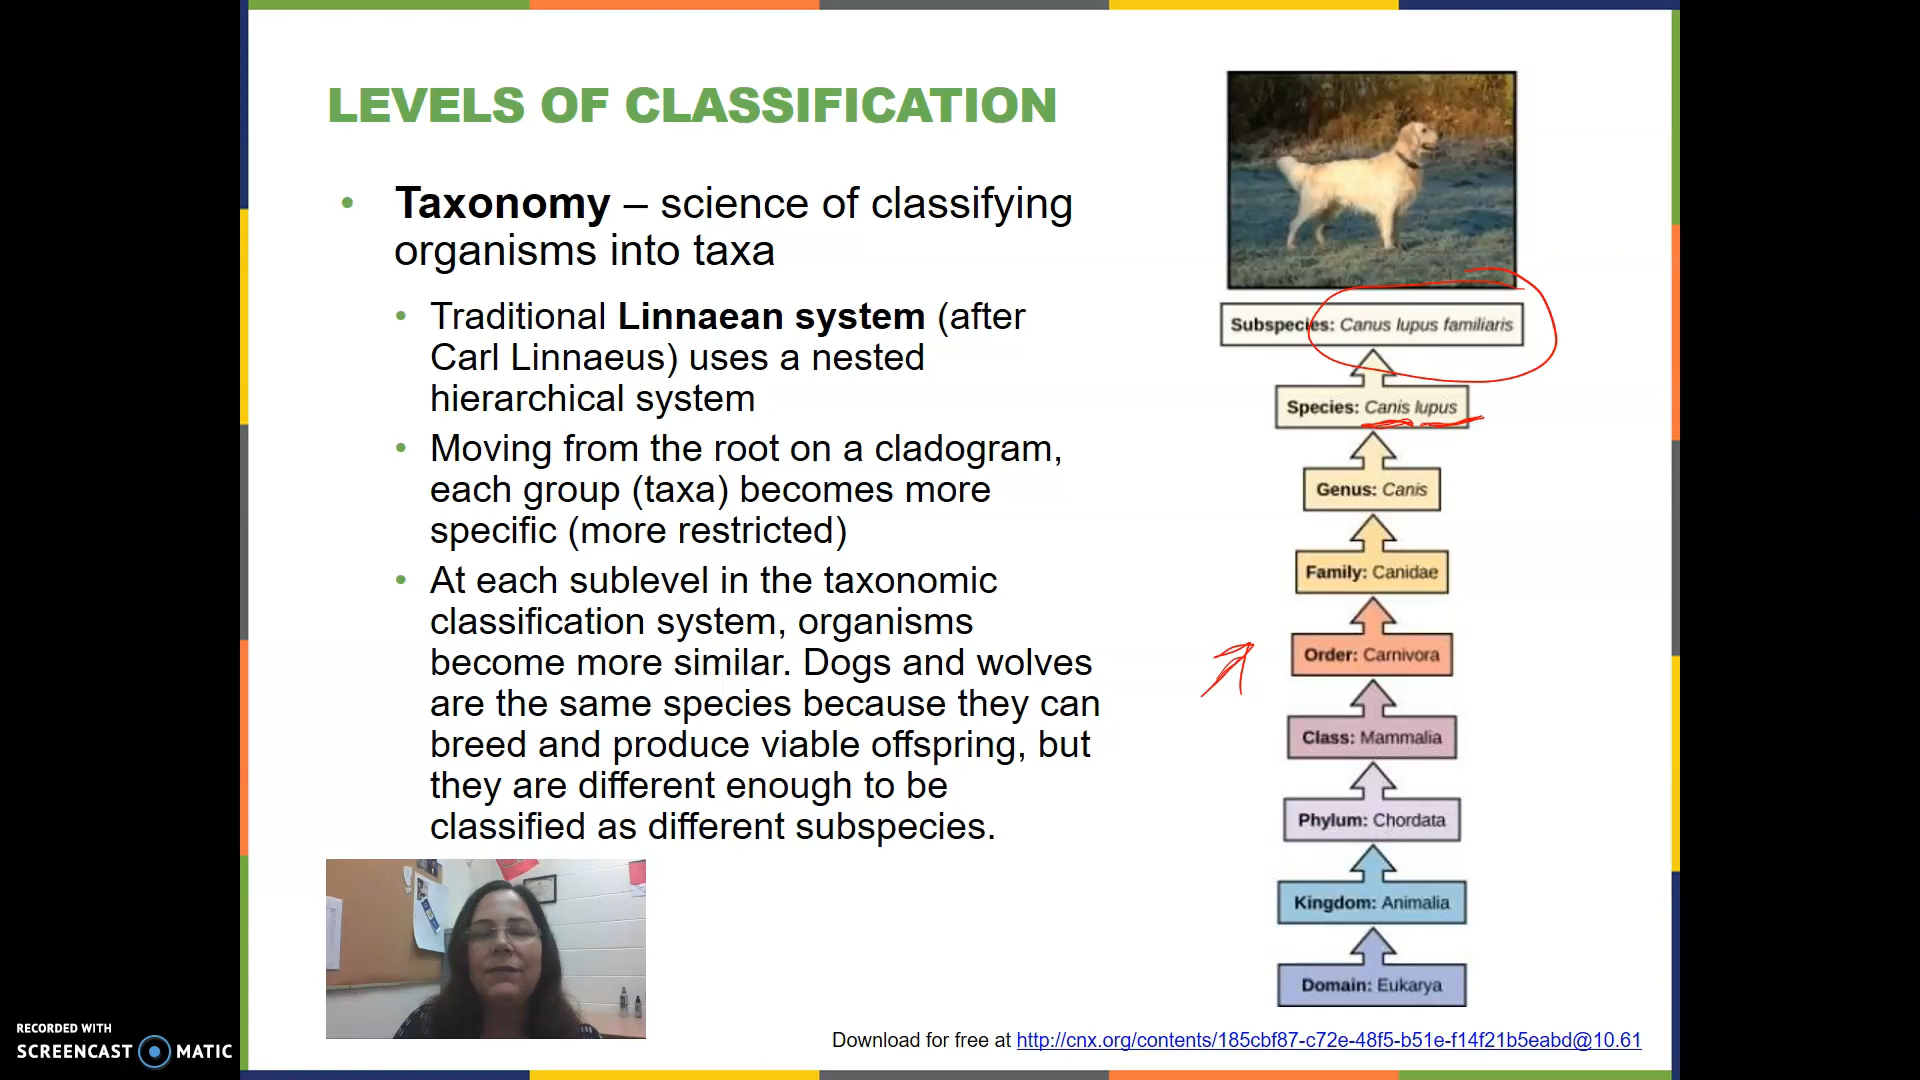 LEVELS OF CLASSIFICATION
• Taxonomy – science of classifying
organisms into taxa
• Traditional Linnaean system (after
Carl Linnaeus) uses a nested
hierarchical system
• Moving from the root on a cladogram,
each group (taxa) becomes more
specific (more restricted)
• At each sublevel in the taxonomic
classification system, organisms
become more similar. Dogs and wolves
are the same species because they can
breed and produce viable offspring, but
they are different enough to be
classified as different subspecies.
Subspecies: Canus lupus familiaris
Species: Canis lupus
Genus: Canis
Family: Canidae
Order: Carnivora
Class: Mammalia
Phylum: Chordata
Kingdom: Animalia
Domain: Eukarya
Download for free at http://cnx.org/contents/185cbf87-c72e-48f5-b51e-f14f21b5eabd@10.61
RECORDED WITH
SCREENCAST MATIC